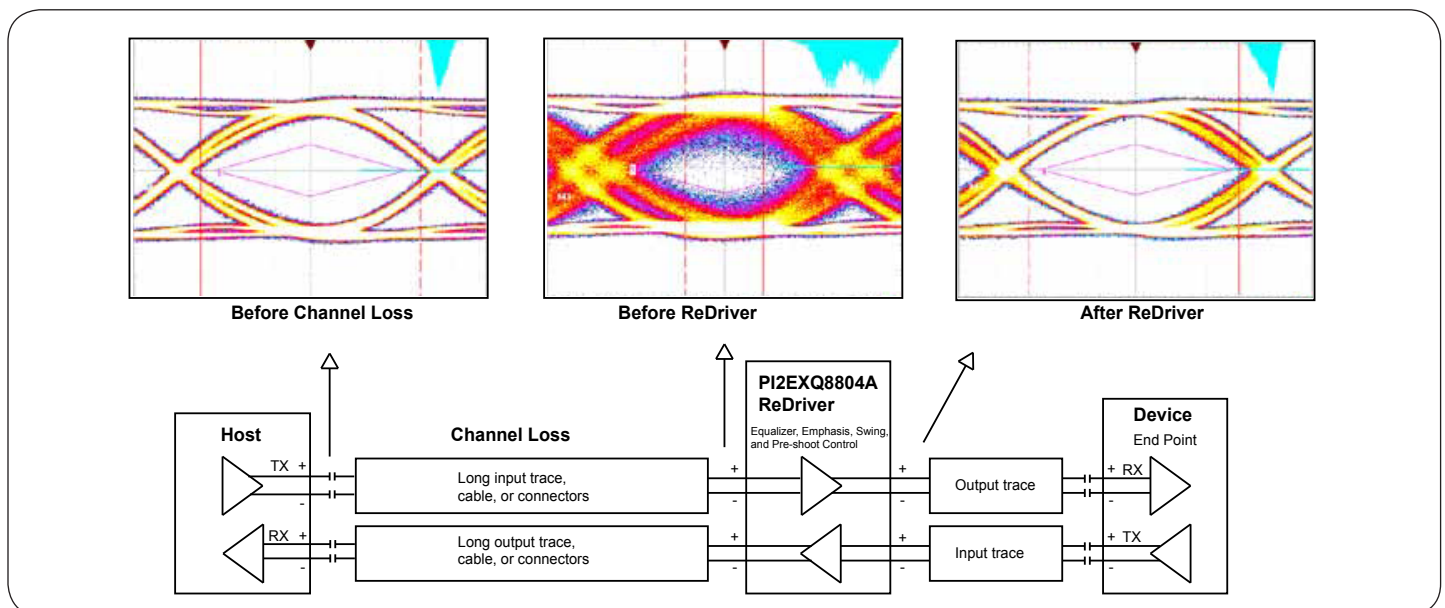 Before Channel Loss
Before ReDriver
After ReDriver
PI2EXQ8804A
ReDriver
Equalizer, Emphasis, Swing,
and Pre-shoot Control
Host
Channel Loss
Device
End Point
TX +
-
Long input trace,
cable, or connectors
+
-
+
-
Output trace
+ RX
-
RX +
-
Long output trace,
cable, or connectors
+
-
+
-
Input trace
+ TX
-